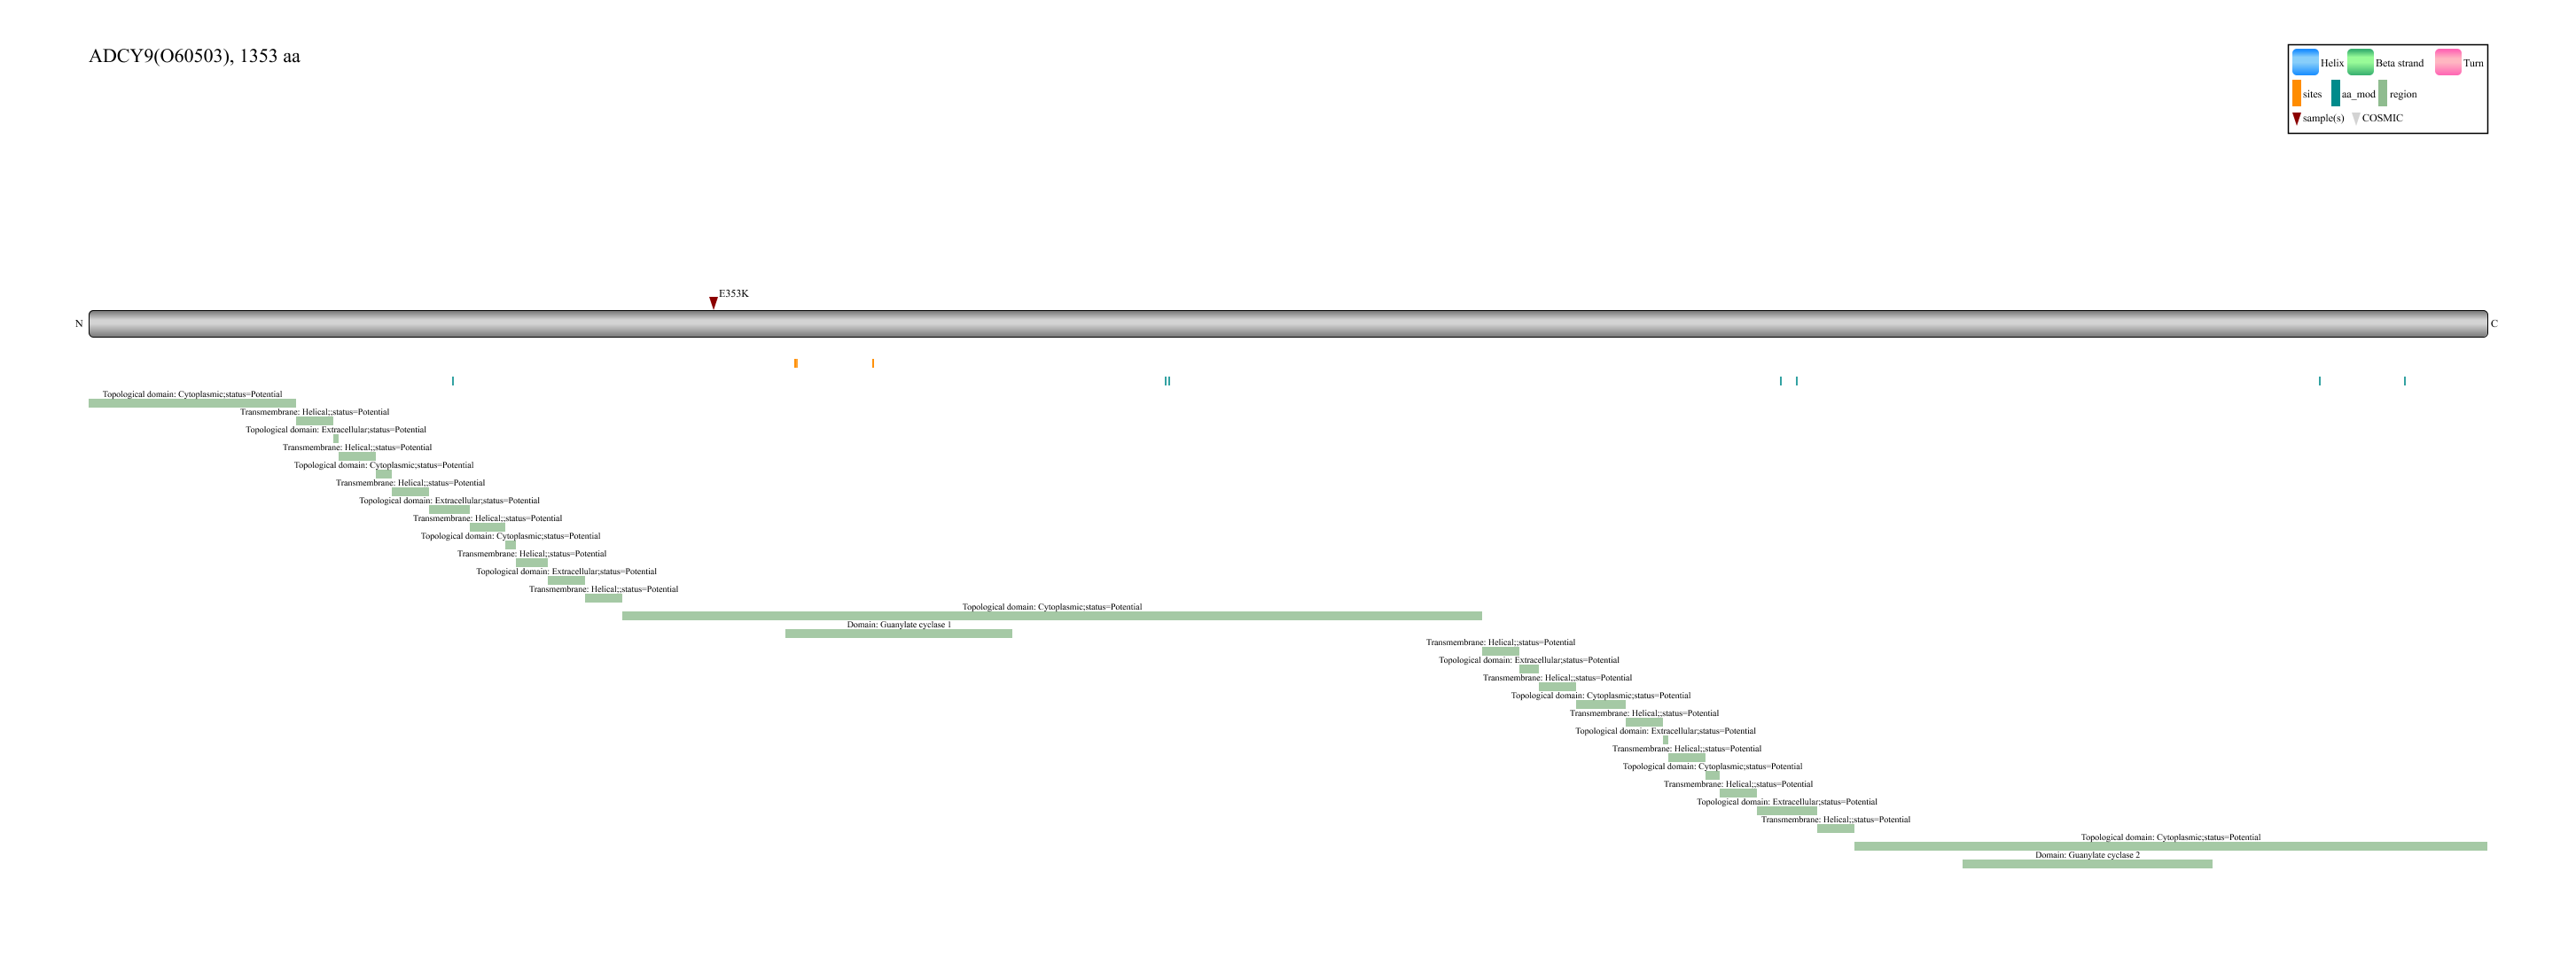 ADCY9(O60503), 1353 aa
Helix Beta strand Turn
sites aa_mod region
sample(s) COSMIC
E353K
N C
Topological domain: Cytoplasmic;status=Potential
Transmembrane: Helical;;status=Potential
Topological domain: Extracellular;status=Potential
Transmembrane: Helical;;status=Potential
Topological domain: Cytoplasmic;status=Potential
Transmembrane: Helical;;status=Potential
Topological domain: Extracellular;status=Potential
Transmembrane: Helical;;status=Potential
Topological domain: Cytoplasmic;status=Potential
Transmembrane: Helical;;status=Potential
Topological domain: Extracellular;status=Potential
Transmembrane: Helical;;status=Potential
Topological domain: Cytoplasmic;status=Potential
Domain: Guanylate cyclase 1
Transmembrane: Helical;;status=Potential
Topological domain: Extracellular;status=Potential
Transmembrane: Helical;;status=Potential
Topological domain: Cytoplasmic;status=Potential
Transmembrane: Helical;;status=Potential
Topological domain: Extracellular;status=Potential
Transmembrane: Helical;;status=Potential
Topological domain: Cytoplasmic;status=Potential
Transmembrane: Helical;;status=Potential
Topological domain: Extracellular;status=Potential
Transmembrane: Helical;;status=Potential
Topological domain: Cytoplasmic;status=Potential
Domain: Guanylate cyclase 2